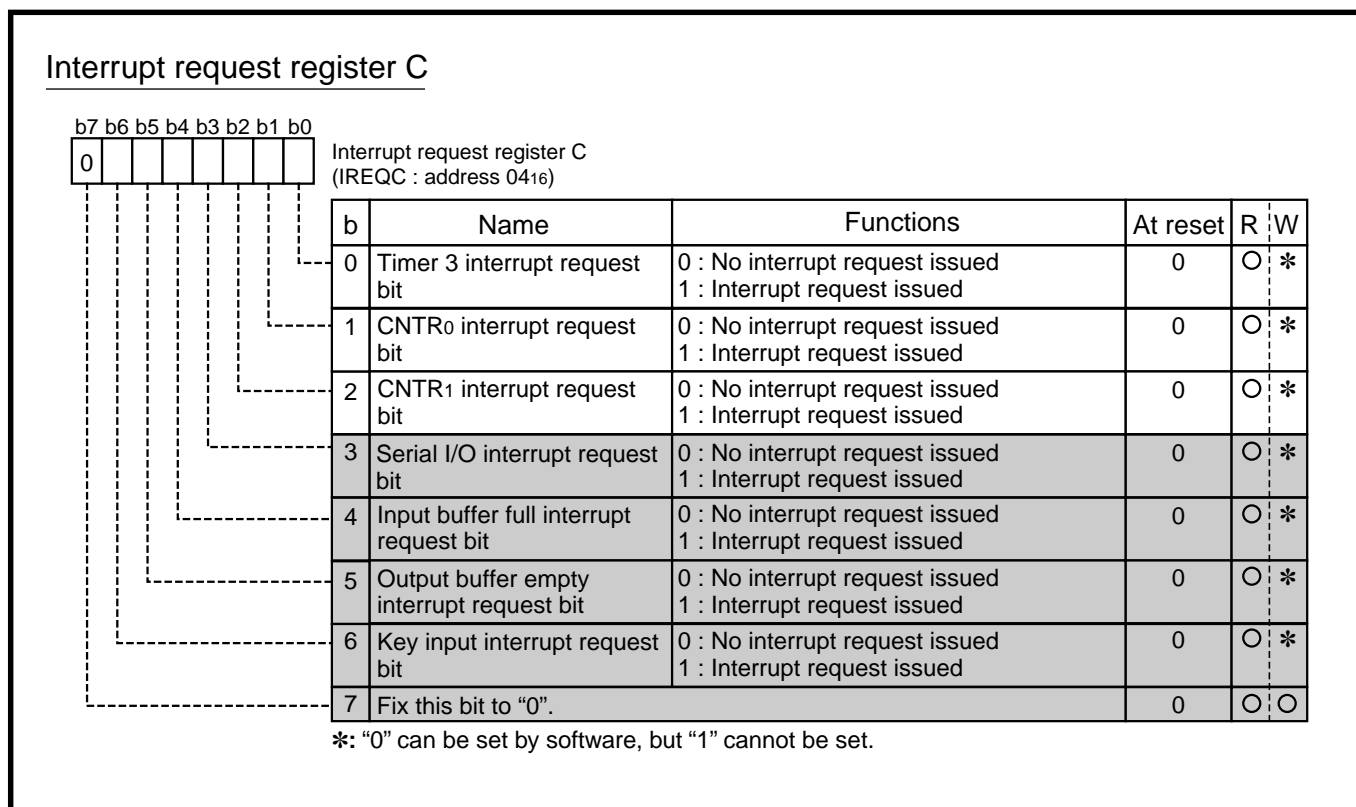 Interrupt request register C
b7 b6 b5 b4 b3 b2 b1 b0
0
Interrupt request register C
(IREQC : address 0416)
b Name Functions At reset R W
0 Timer 3 interrupt request bit 0 : No interrupt request issued 1 : Interrupt request issued 0 ○ ✻
1 CNTR0 interrupt request bit 0 : No interrupt request issued 1 : Interrupt request issued 0 ○ ✻
2 CNTR1 interrupt request bit 0 : No interrupt request issued 1 : Interrupt request issued 0 ○ ✻
3 Serial I/O interrupt request bit 0 : No interrupt request issued 1 : Interrupt request issued 0 ○ ✻
4 Input buffer full interrupt request bit 0 : No interrupt request issued 1 : Interrupt request issued 0 ○ ✻
5 Output buffer empty interrupt request bit 0 : No interrupt request issued 1 : Interrupt request issued 0 ○ ✻
6 Key input interrupt request bit 0 : No interrupt request issued 1 : Interrupt request issued 0 ○ ✻
7 Fix this bit to “0”. 0 ○ ○
✻: “0” can be set by software, but “1” cannot be set.